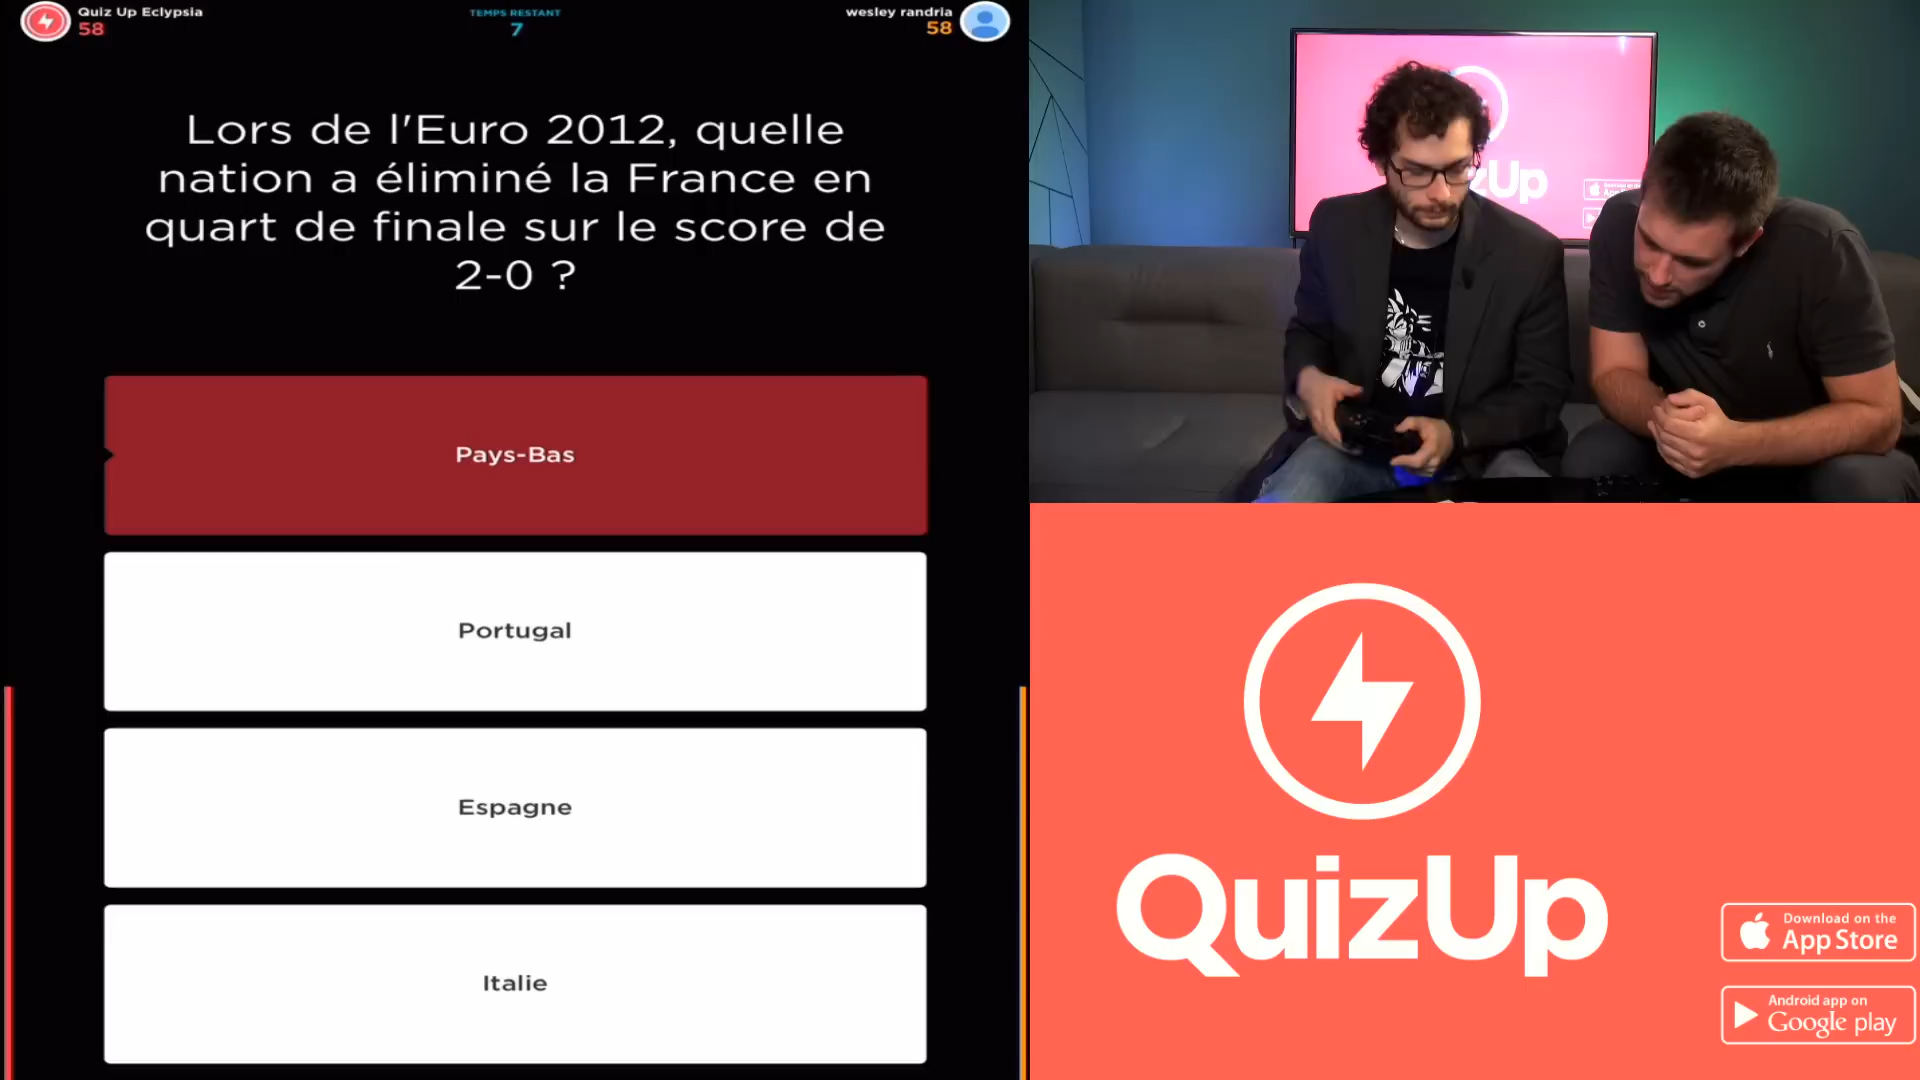 Quiz Up Eclypsia
58
TEMPS RESTANT
7
wesley randria
58
Lors de l'Euro 2012, quelle
nation a éliminé la France en
quart de finale sur le score de
2-0 ?
Pays-Bas
Portugal
Espagne
Italie
zUp
QuizUp
Download on the
App Store
Android app on
Google play